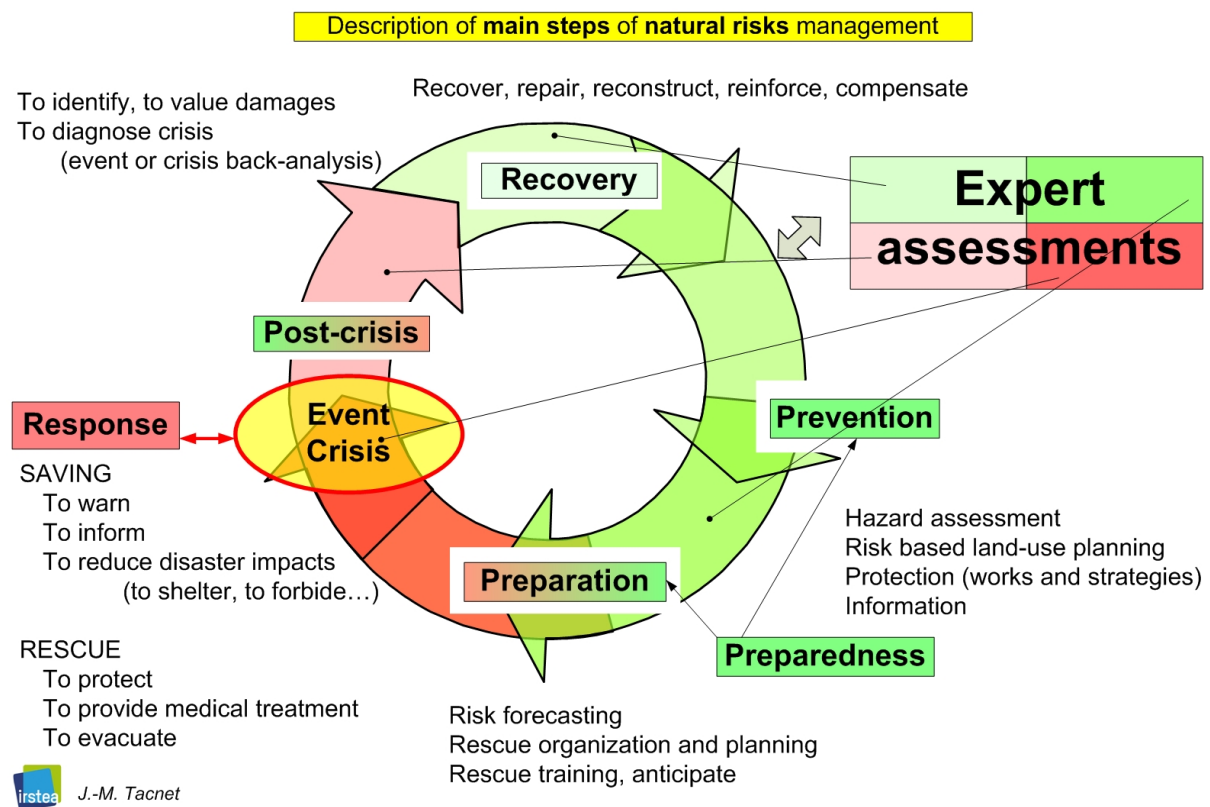 Description of main steps of natural risks management
To identify, to value damages
To diagnose crisis
(event or crisis back-analysis)
Recover, repair, reconstruct, reinforce, compensate
Recovery
Expert
assessments
Post-crisis
Event
Crisis
Response
Prevention
SAVING
To warn
To inform
To reduce disaster impacts
(to shelter, to forbide…)
Hazard assessment
Risk based land-use planning
Protection (works and strategies)
Information
Preparation
Preparedness
RESCUE
To protect
To provide medical treatment
To evacuate
Risk forecasting
Rescue organization and planning
Rescue training, anticipate
irstea
J.-M. Tacnet